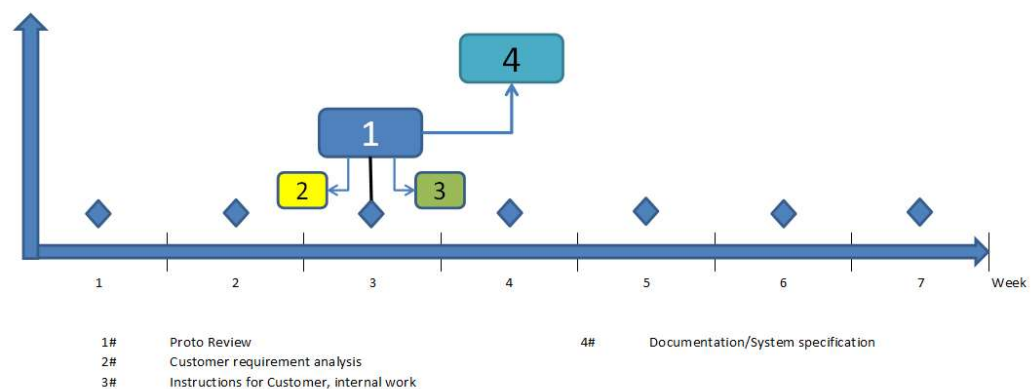 4
1
2
3
1 2 3 4 5 6 7 Week
1# Proto Review 4# Documentation/System specification
2# Customer requirement analysis
3# Instructions for Customer, internal work